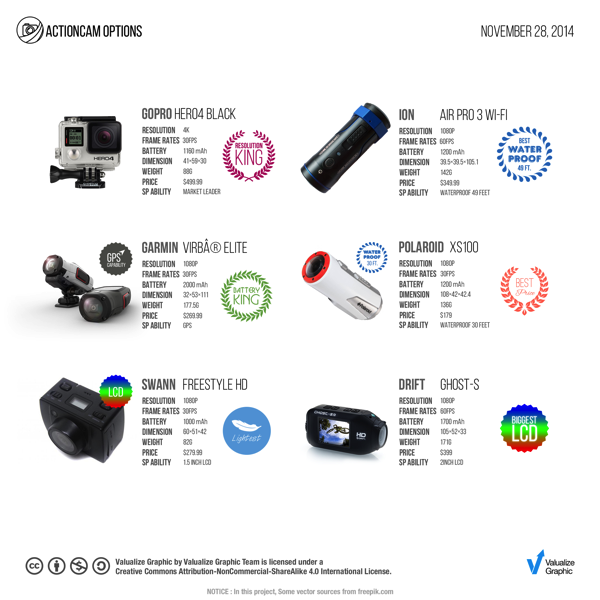 ACTIONCAM OPTIONS
NOVEMBER 28, 2014
GOPRO HERO4 BLACK
RESOLUTION 4K
FRAME RATES 30FPS
BATTERY 1160 mAh
DIMENSION 41*59*30
WEIGHT 88G
PRICE $499.99
SP ABILITY MARKET LEADER
RESOLUTION
KING
HERO4
ION AIR PRO 3 WI-FI
RESOLUTION 1080P
FRAME RATES 60FPS
BATTERY 1200 mAh
DIMENSION 39.5*39.5*105.1
WEIGHT 142G
PRICE $349.99
SP ABILITY WATERPROOF 49 FEET
BEST
WATER
PROOF
49 FT.
GPS
CAPABILITY
GARMIN VIRBÂ® ELITE
RESOLUTION 1080P
FRAME RATES 30FPS
BATTERY 2000 mAh
DIMENSION 32*53*111
WEIGHT 177.5G
PRICE $269.99
SP ABILITY GPS
BATTERY
KING
WATER
PROOF
30 FT.
POLAROID XS100
RESOLUTION 1080P
FRAME RATES 30FPS
BATTERY 1200 mAh
DIMENSION 108*42*42.4
WEIGHT 136G
PRICE $179
SP ABILITY WATERPROOF 30 FEET
BEST
Price
LCD
SWANN FREESTYLE HD
RESOLUTION 1080P
FRAME RATES 30FPS
BATTERY 1000 mAh
DIMENSION 60*51*42
WEIGHT 82G
PRICE $279.99
SP ABILITY 1.5 INCH LCD
Lightest
DRIFT GHOST-S
RESOLUTION 1080P
FRAME RATES 60FPS
BATTERY 1700 mAh
DIMENSION 105*52*33
WEIGHT 171G
PRICE $399
SP ABILITY 2INCH LCD
BIGGEST
LCD
HD
Valualize Graphic by Valualize Graphic Team is licensed under a
Creative Commons Attribution-NonCommercial-ShareAlike 4.0 International License.
Valualize
Graphic
NOTICE : In this project, Some vector sources from freepik.com